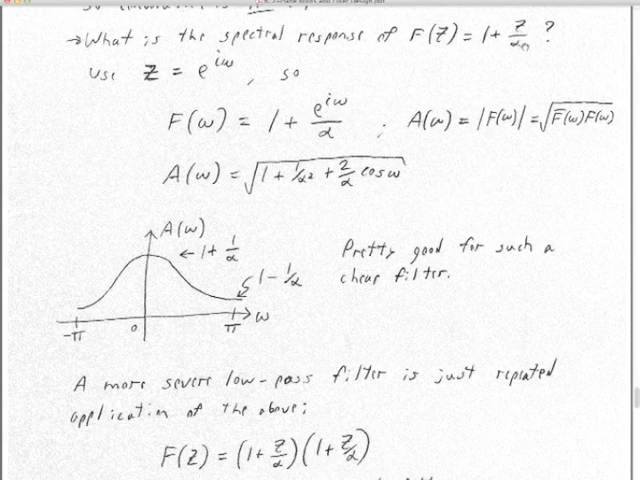 → What is the spectral response of F(Z) = 1 + Z/α ?
Use Z = e^{iω}, so
F(ω) = 1 + e^{iω}/α ; A(ω) = |F(ω)| = √(F̄(ω)F(ω))
A(ω) = √(1 + 1/α² + 2/α cosω)
A(ω)
← 1 + 1/α
1 - 1/α
Pretty good for such a
cheap filter.
-π 0 π ω
A more severe low-pass filter is just repeated
application of the above:
F(Z) = (1 + Z/α)(1 + Z/α)